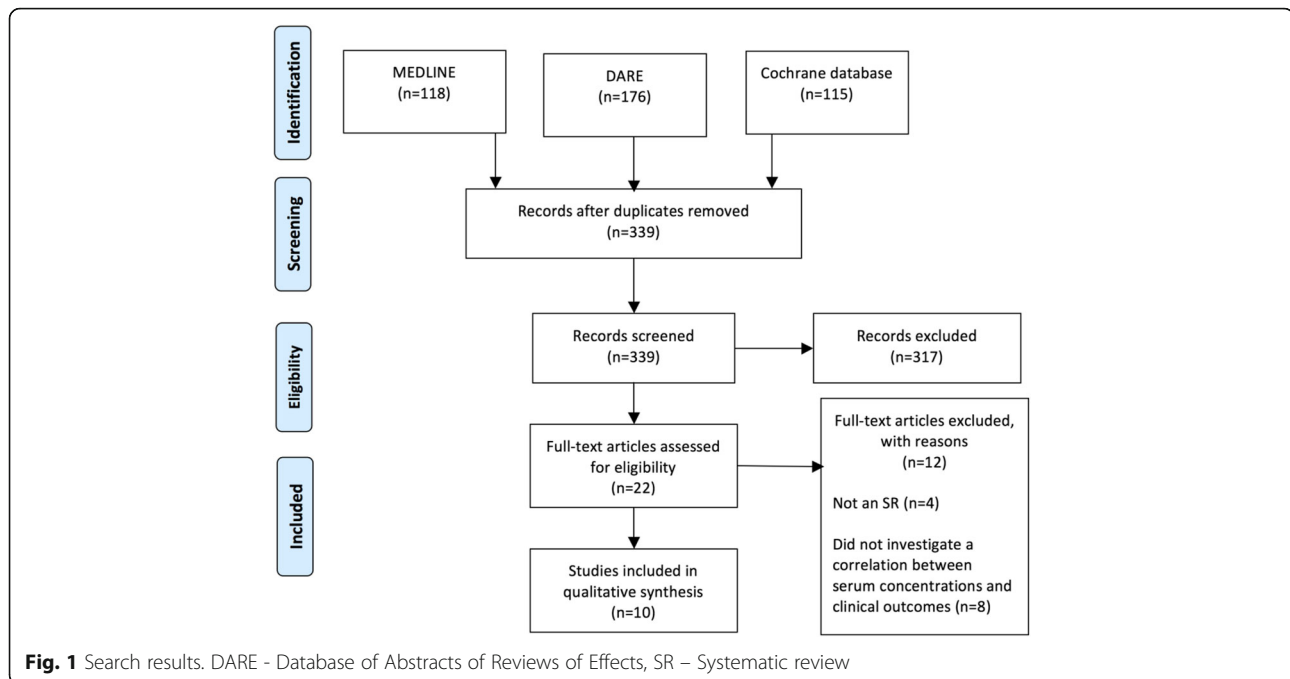 Identification
MEDLINE
(n=118)
DARE
(n=176)
Cochrane database
(n=115)
Screening
Records after duplicates removed
(n=339)
Eligibility
Records screened
(n=339)
Records excluded
(n=317)
Full-text articles assessed
for eligibility
(n=22)
Full-text articles excluded,
with reasons
(n=12)
Not an SR (n=4)
Did not investigate a
correlation between
serum concentrations and
clinical outcomes (n=8)
Included
Studies included in
qualitative synthesis
(n=10)
Fig. 1 Search results. DARE - Database of Abstracts of Reviews of Effects, SR – Systematic review